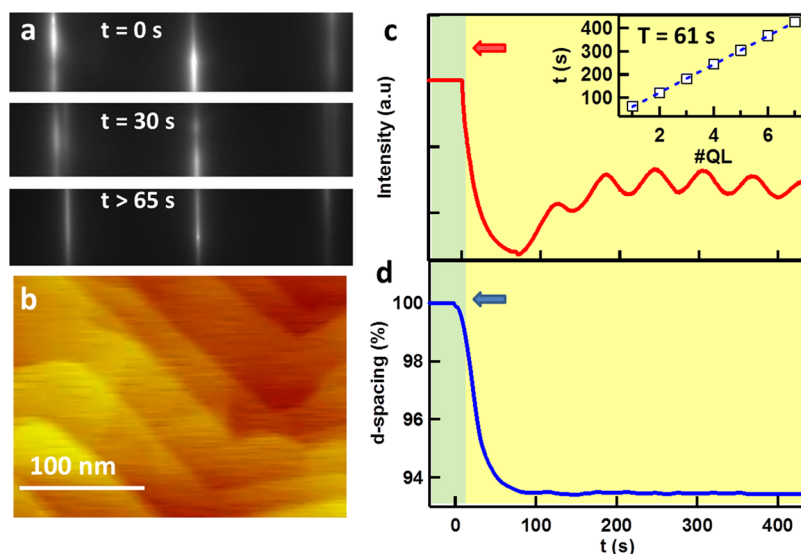 a
t = 0 s
t = 30 s
t > 65 s
b
100 nm
c
Intensity (a.u)
T = 61 s
t (s)
400
300
200
100
2 4 6
#QL
d
d-spacing (%)
100
98
96
94
0 100 200 300 400
t (s)